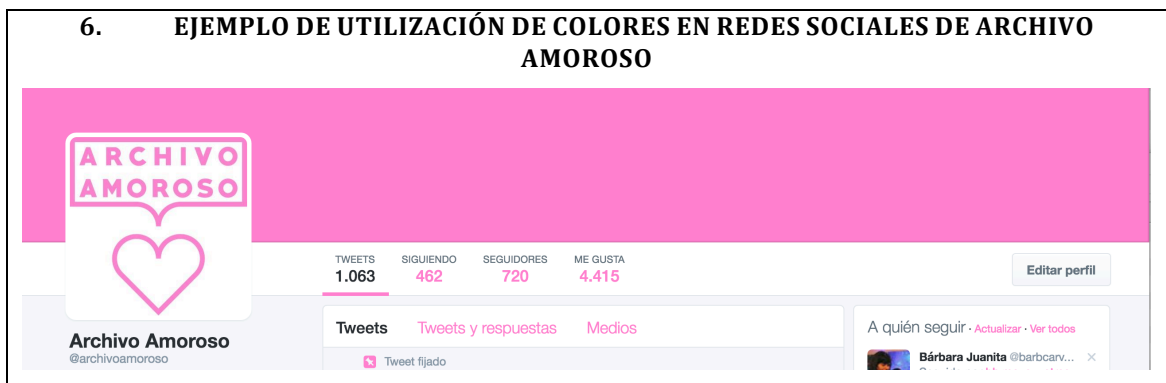 6. EJEMPLO DE UTILIZACIÓN DE COLORES EN REDES SOCIALES DE ARCHIVO
AMOROSO
ARCHIVO
AMOROSO
TWEETS SIGUIENDO SEGUIDORES ME GUSTA
1.063 462 720 4.415
Editar perfil
Archivo Amoroso
@archivoamoroso
Tweets Tweets y respuestas Medios
Tweet fijado
A quién seguir · Actualizar · Ver todos
Bárbara Juanita @barbcarv... ×